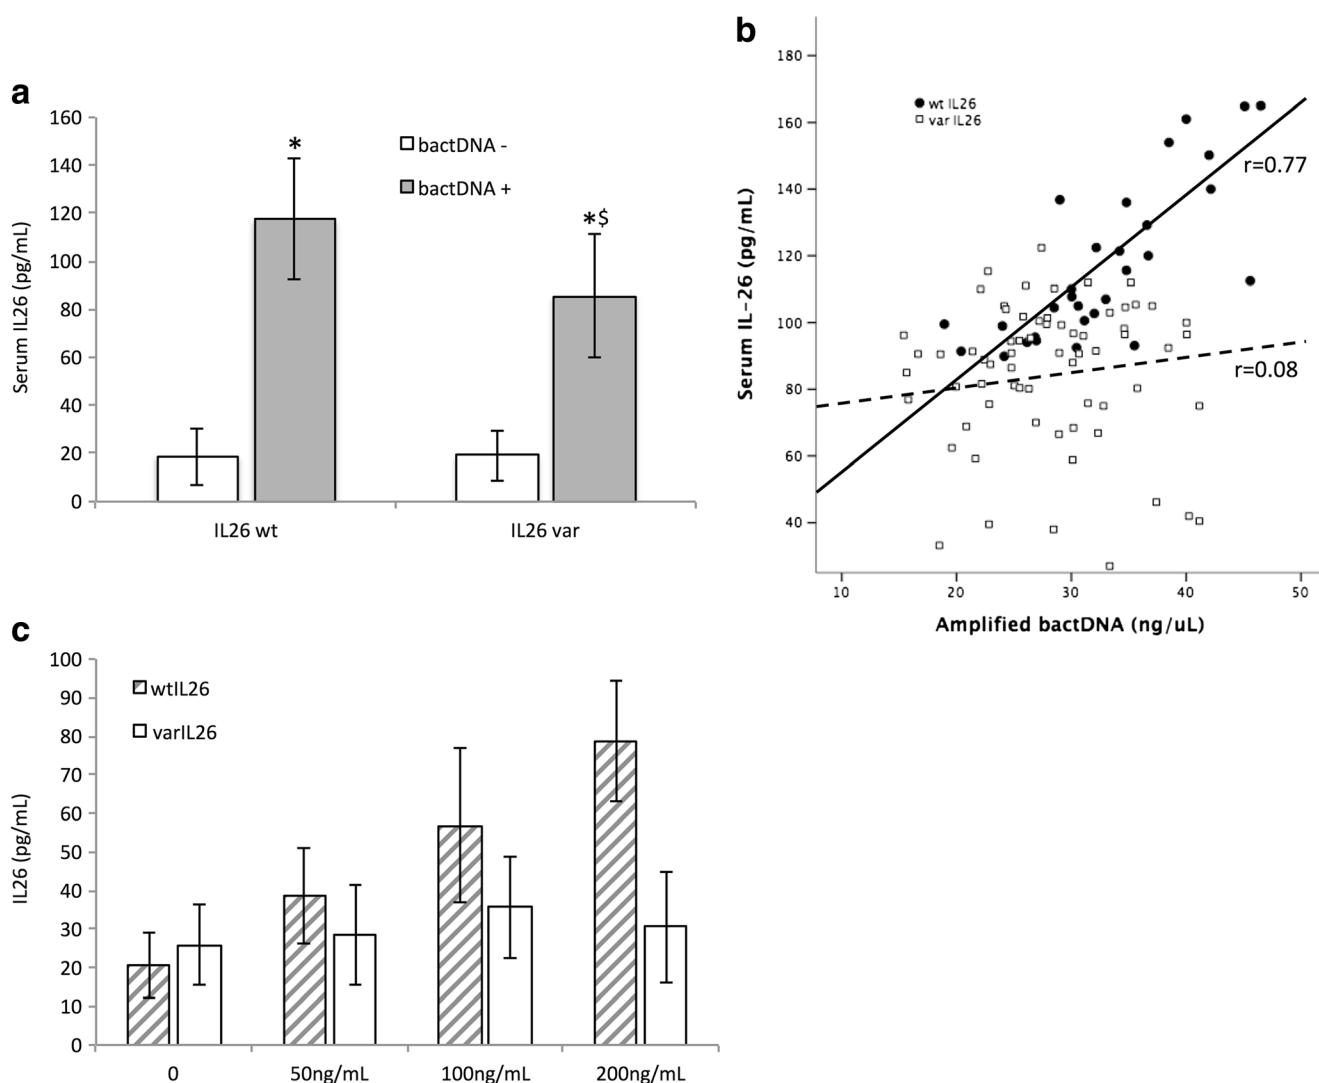 a
160
140
120
100
80
60
40
20
0
Serum IL26 (pg/mL)
bactDNA -
bactDNA +
*
*$
IL26 wt
IL26 var
b
180
160
140
120
100
80
60
40
Serum IL-26 (pg/mL)
wt IL26
var IL26
r=0.77
r=0.08
10 20 30 40 50
Amplified bactDNA (ng/uL)
c
100
90
80
70
60
50
40
30
20
10
0
IL26 (pg/mL)
wtIL26
varIL26
0 50ng/mL 100ng/mL 200ng/mL